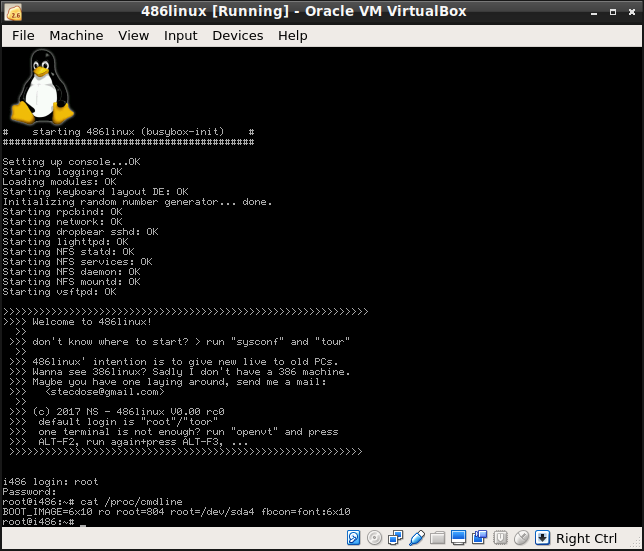 486linux [Running] - Oracle VM VirtualBox
File Machine View Input Devices Help
#    starting 486linux (busybox-init)    #
##########################################
Setting up console...OK
Starting logging: OK
Loading modules: OK
Starting keyboard layout DE: OK
Initializing random number generator... done.
Starting rpcbind: OK
Starting network: OK
Starting dropbear sshd: OK
Starting lighttpd: OK
Starting NFS statd: OK
Starting NFS services: OK
Starting NFS daemon: OK
Starting NFS mountd: OK
Starting vsftpd: OK
>>>>>>>>>>>>>>>>>>>>>>>>>>>>>>>>>>>>>>>>>>>>>>>>>>>>>>>>>>>>>
>>>> Welcome to 486linux!
  >>
 >>> don't know where to start? > run "sysconf" and "tour"
  >>
 >>> 486linux' intention is to give new live to old PCs.
 >>> Wanna see 386linux? Sadly I don't have a 386 machine.
 >>> Maybe you have one laying around, send me a mail:
 >>>   <stecdose@gmail.com>
  >>
 >>> (c) 2017 NS - 486linux V0.00 rc0
 >>>  default login is "root"/"toor"
 >>>  one terminal is not enough? run "openvt" and press
 >>>  ALT-F2, run again+press ALT-F3, ...
 >>>>>>>>>>>>>>>>>>>>>>>>>>>>>>>>>>>>>>>>>>>>>>>>>>>>>>>>>>>
i486 login: root
Password:
root@i486:~# cat /proc/cmdline
BOOT_IMAGE=6x10 ro root=804 root=/dev/sda4 fbcon=font:6x10
root@i486:~# _
Right Ctrl